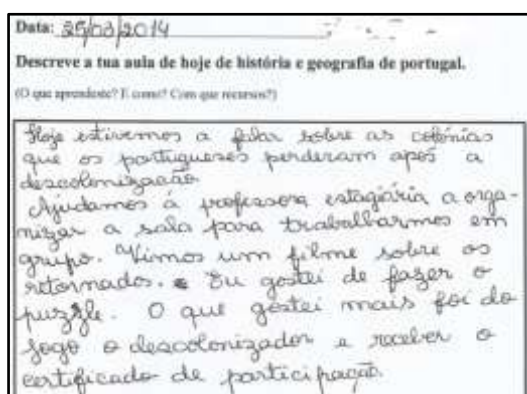 Data: 25/03/2014
Descreve a tua aula de hoje de história e geografia de portugal.
(O que aprendeste? E como? Com que recursos?)
Hoje estivemos a falar sobre as colónias
que os portugueses perderam após a
descolonização
Ajudamos á professora estagiária a orga-
nizar a sala para trabalharmos em
grupo. Vimos um filme sobre os
retornados. Eu gostei de fazer o
puzzle. O que gostei mais foi do
jogo o descolonizador e receber o
certificado de participação